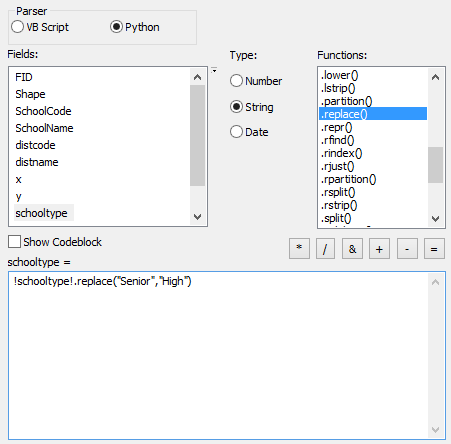 Parser
VB Script
Python
Fields:
FID
Shape
SchoolCode
SchoolName
distcode
distname
x
y
schooltype
Type:
Number
String
Date
Functions:
.lower()
.lstrip()
.partition()
.replace()
.repr()
.rfind()
.rindex()
.rjust()
.rpartition()
.rsplit()
.rstrip()
.split()
Show Codeblock
* / & + - =
schooltype =
!schooltype!.replace("Senior","High")